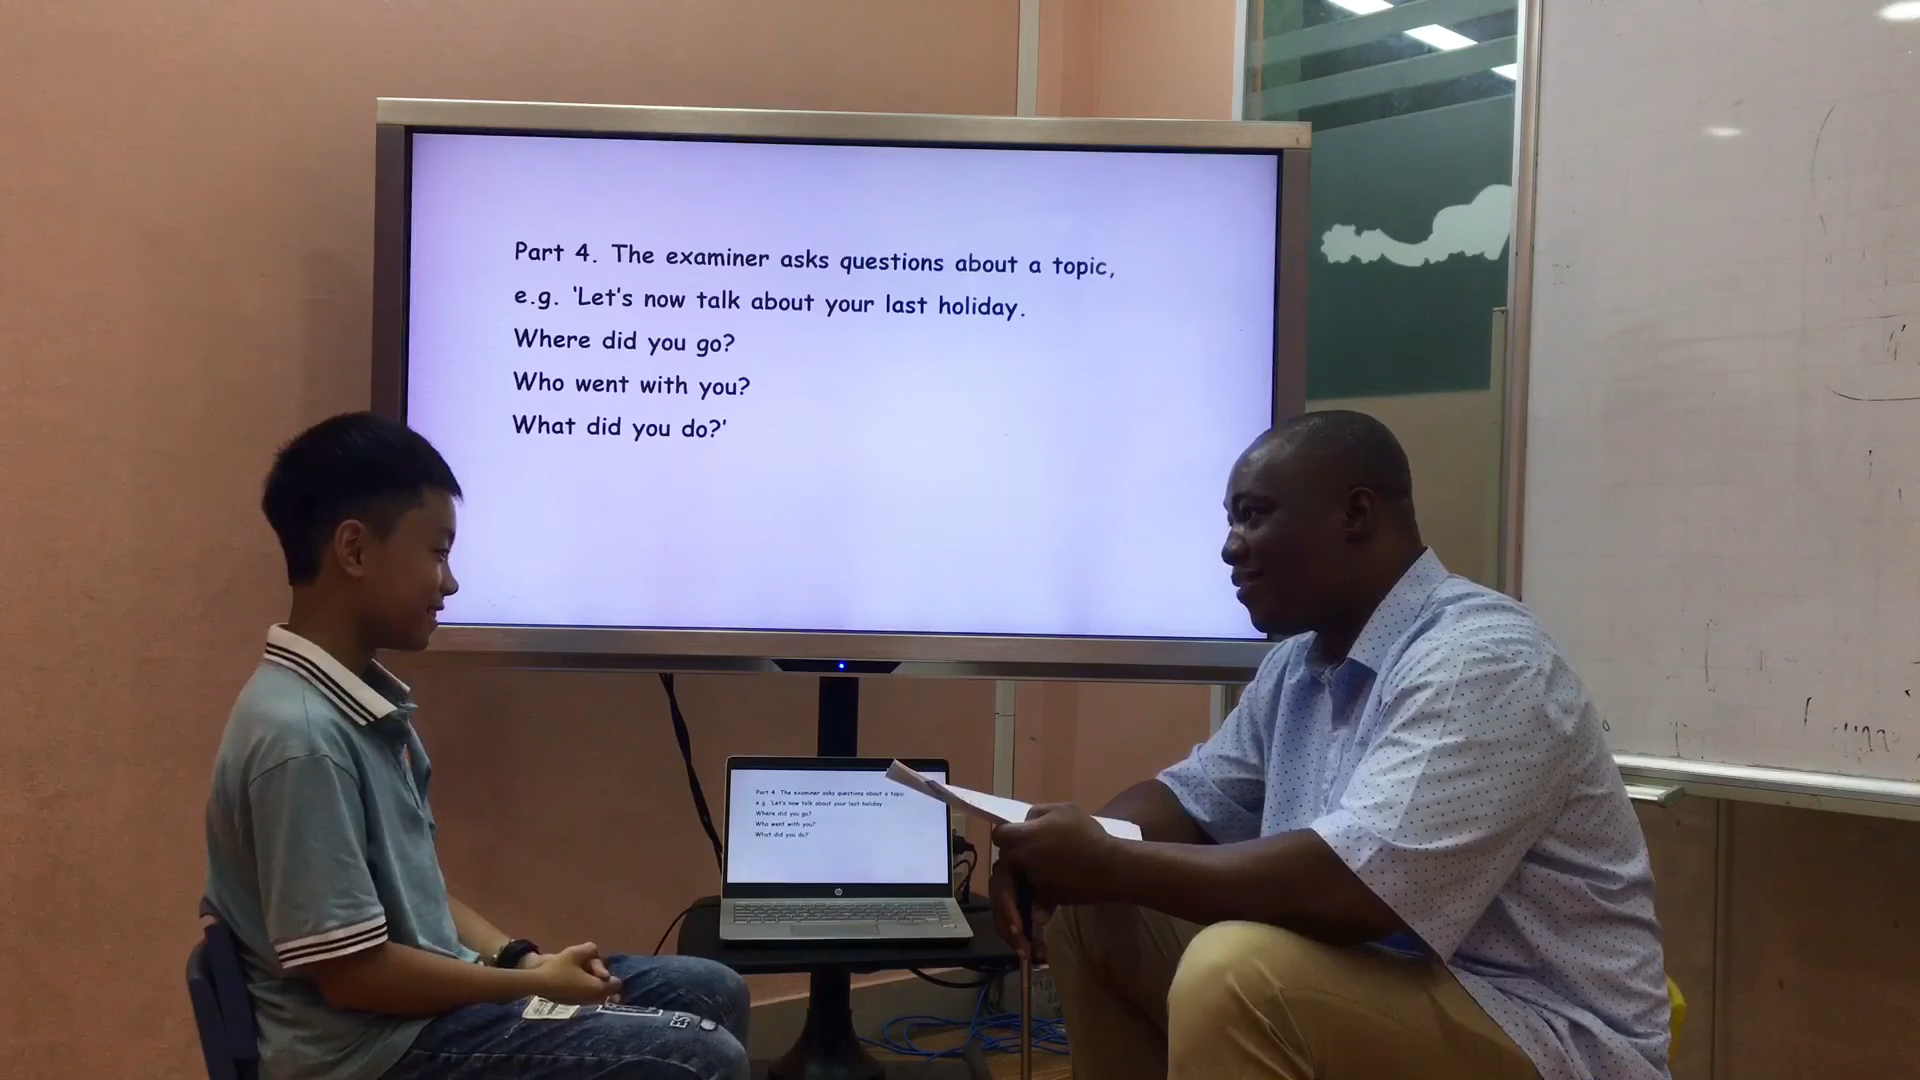 Part 4. The examiner asks questions about a topic,
e.g. 'Let's now talk about your last holiday.
Where did you go?
Who went with you?
What did you do?'
Part 4. The examiner asks questions about a topic
e.g. 'Let's now talk about your last holiday
Where did you go?
Who went with you?
What did you do?'
hp